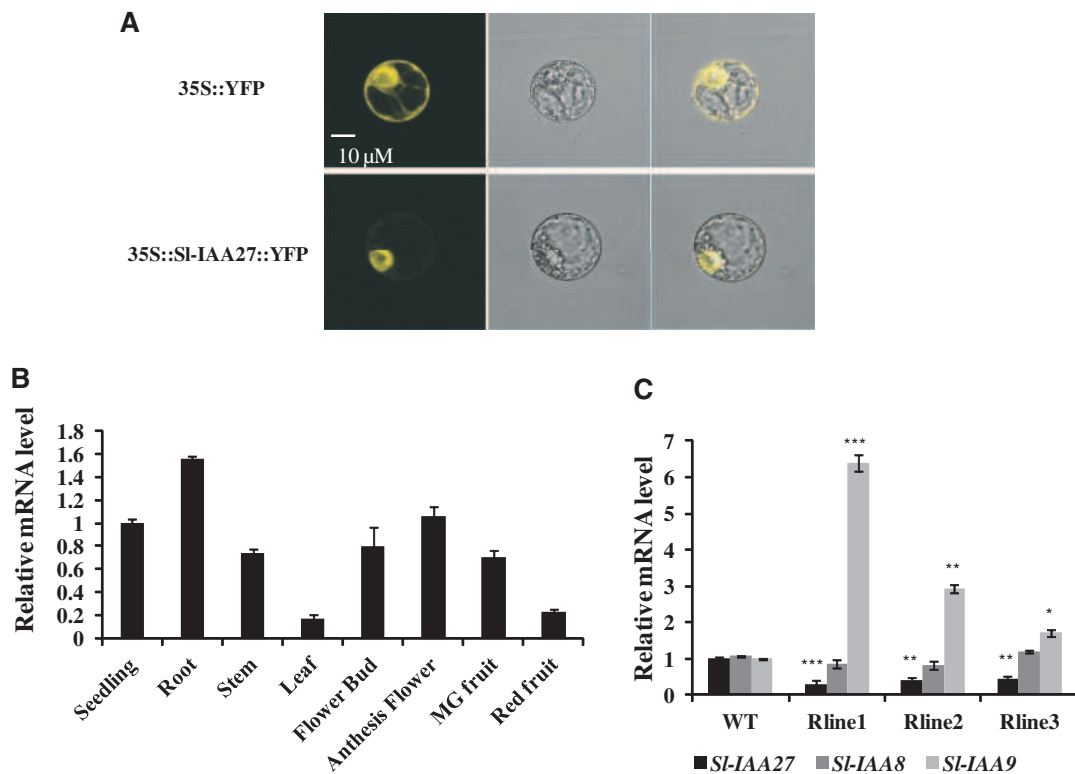 A
35S::YFP
10 µM
35S::Sl-IAA27::YFP
B
Relative mRNA level
1.8
1.6
1.4
1.2
1
0.8
0.6
0.4
0.2
0
Seedling
Root
Stem
Leaf
Flower Bud
Anthesis Flower
MG fruit
Red fruit
C
Relative mRNA level
7
6
5
4
3
2
1
0
***
***
**
**
**
*
WT
Rline1
Rline2
Rline3
Sl-IAA27
Sl-IAA8
Sl-IAA9